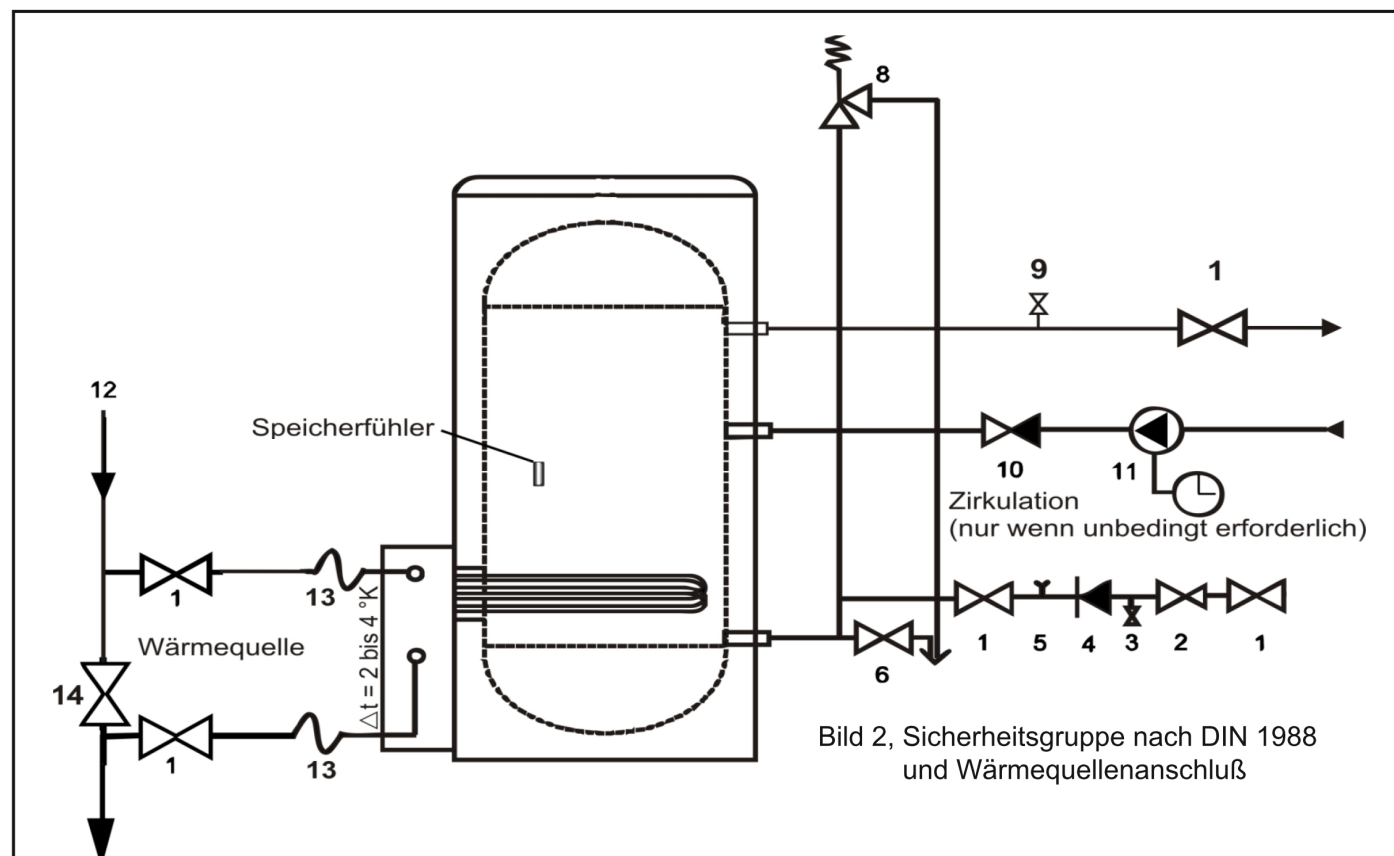 8
9
1
12
Speicherfühler
10
11
Zirkulation
(nur wenn unbedingt erforderlich)
1
13
Wärmequelle
△t = 2 bis 4 °K
1
5
4
3
2
1
6
14
1
13
Bild 2, Sicherheitsgruppe nach DIN 1988
und Wärmequellenanschluß